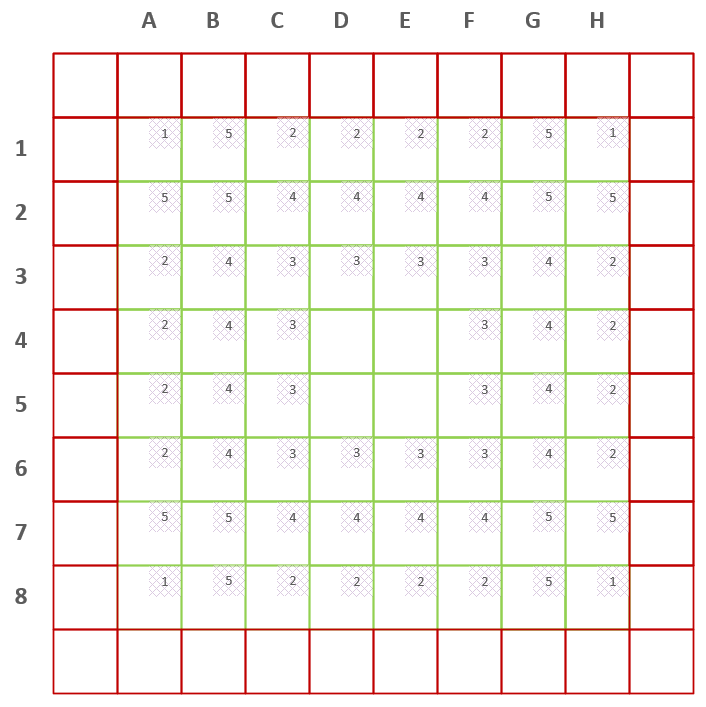 A B C D E F G H
1 1 5 2 2 2 2 5 1
2 5 5 4 4 4 4 5 5
3 2 4 3 3 3 3 4 2
4 2 4 3 3 4 2
5 2 4 3 3 4 2
6 2 4 3 3 3 3 4 2
7 5 5 4 4 4 4 5 5
8 1 5 2 2 2 2 5 1